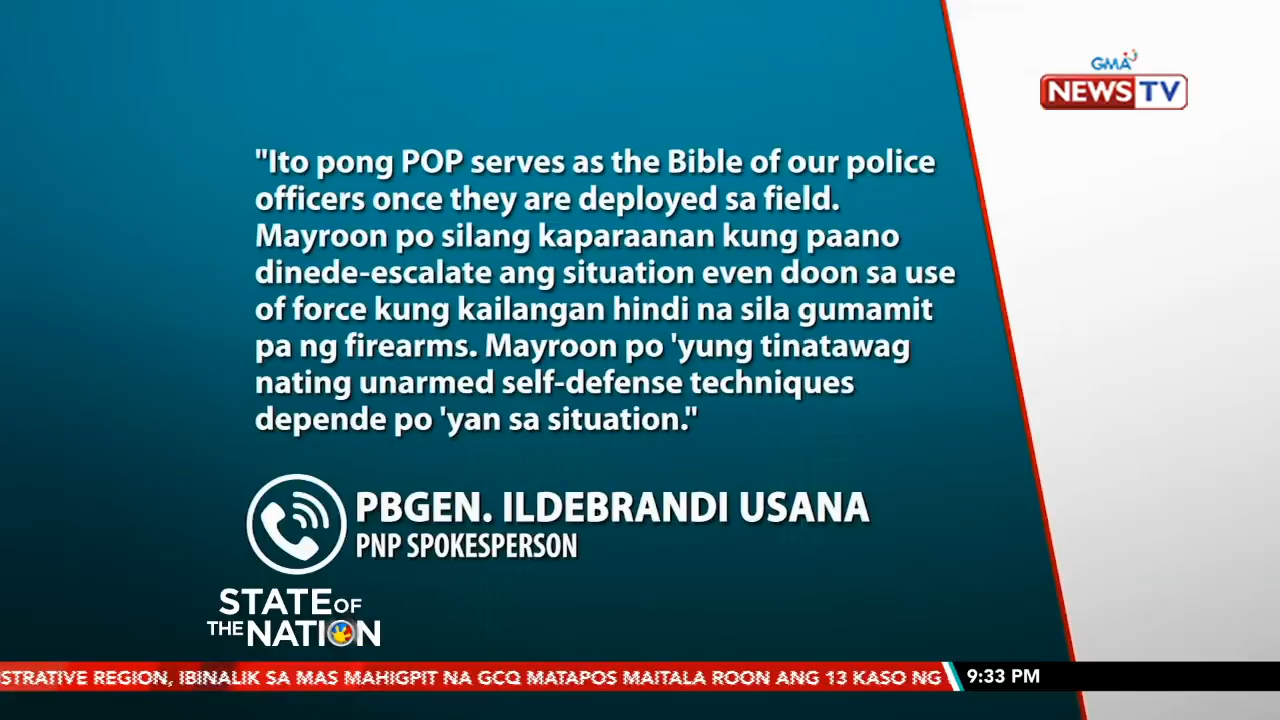 GMA
NEWS TV
"Ito pong POP serves as the Bible of our police
officers once they are deployed sa field.
Mayroon po silang kaparaanan kung paano
dinede-escalate ang situation even doon sa use
of force kung kailangan hindi na sila gumamit
pa ng firearms. Mayroon po 'yung tinatawag
nating unarmed self-defense techniques
depende po 'yan sa situation."
PBGEN. ILDEBRANDI USANA
PNP SPOKESPERSON
STATE OF
THE NATION
STRATIVE REGION, IBINALIK SA MAS MAHIGPIT NA GCQ MATAPOS MAITALA ROON ANG 13 KASO NG
9:33 PM